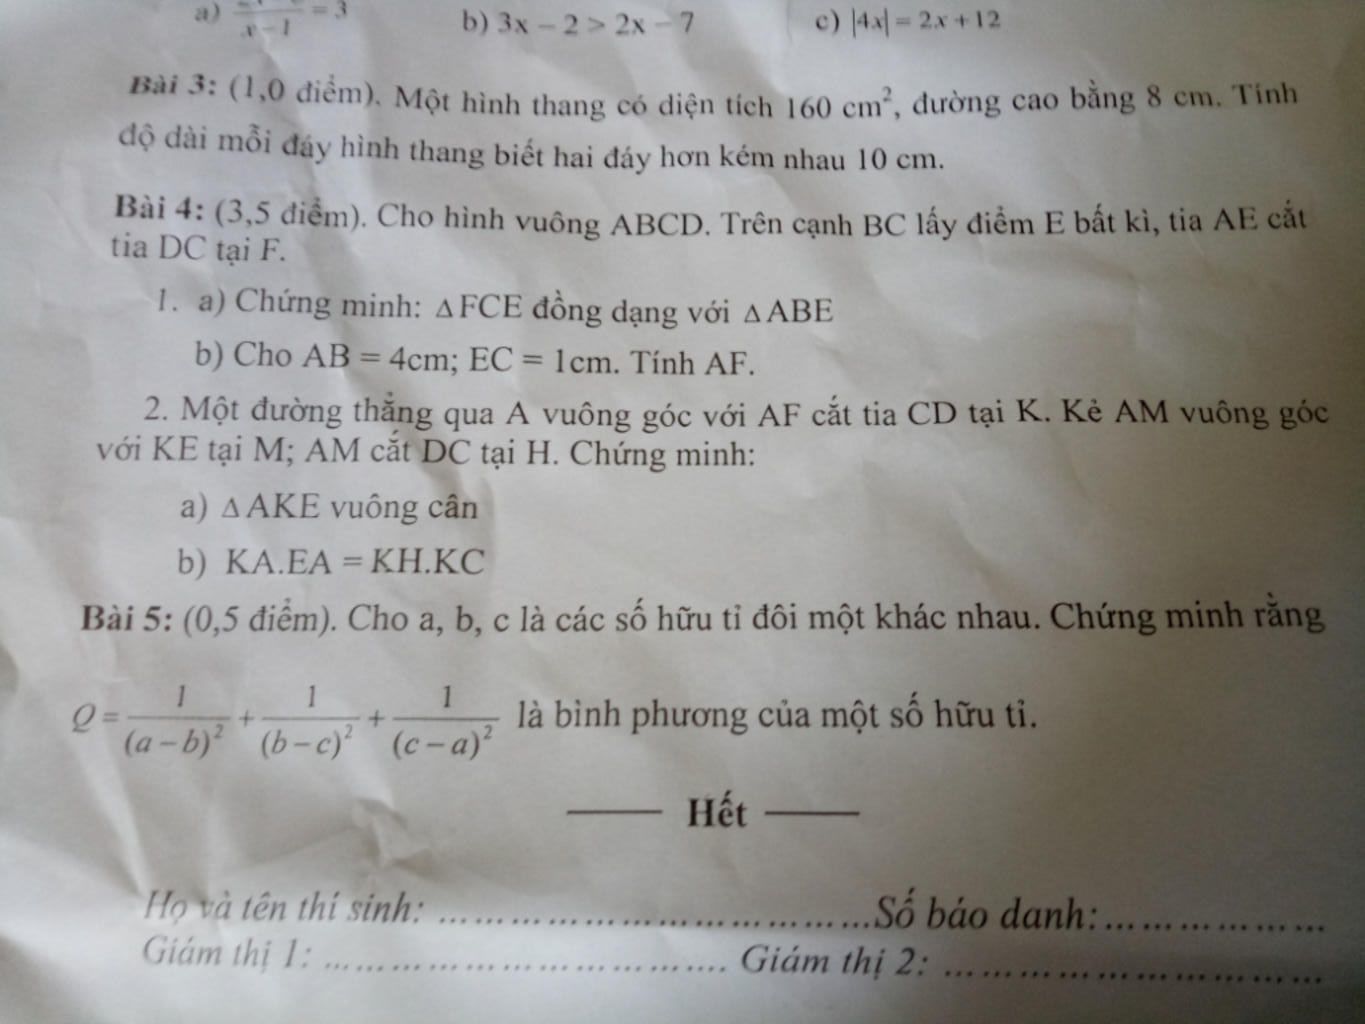 a) x − 1 = 3
b) 3x − 2 > 2x − 7
c) |4x| = 2x + 12
Bài 3: (1,0 điểm). Một hình thang có diện tích 160 cm², đường cao bằng 8 cm. Tính
độ dài mỗi đáy hình thang biết hai đáy hơn kém nhau 10 cm.
Bài 4: (3,5 điểm). Cho hình vuông ABCD. Trên cạnh BC lấy điểm E bất kì, tia AE cắt
tia DC tại F.
1. a) Chứng minh: ΔFCE đồng dạng với ΔABE
b) Cho AB = 4cm; EC = 1cm. Tính AF.
2. Một đường thẳng qua A vuông góc với AF cắt tia CD tại K. Kẻ AM vuông góc
với KE tại M; AM cắt DC tại H. Chứng minh:
a) ΔAKE vuông cân
b) KA.EA = KH.KC
Bài 5: (0,5 điểm). Cho a, b, c là các số hữu tỉ đôi một khác nhau. Chứng minh rằng
Q = 1/(a − b)² + 1/(b − c)² + 1/(c − a)² là bình phương của một số hữu tỉ.
Hết
Họ và tên thí sinh: .......................................Số báo danh:....................
Giám thị 1: .................................... Giám thị 2: ....................................